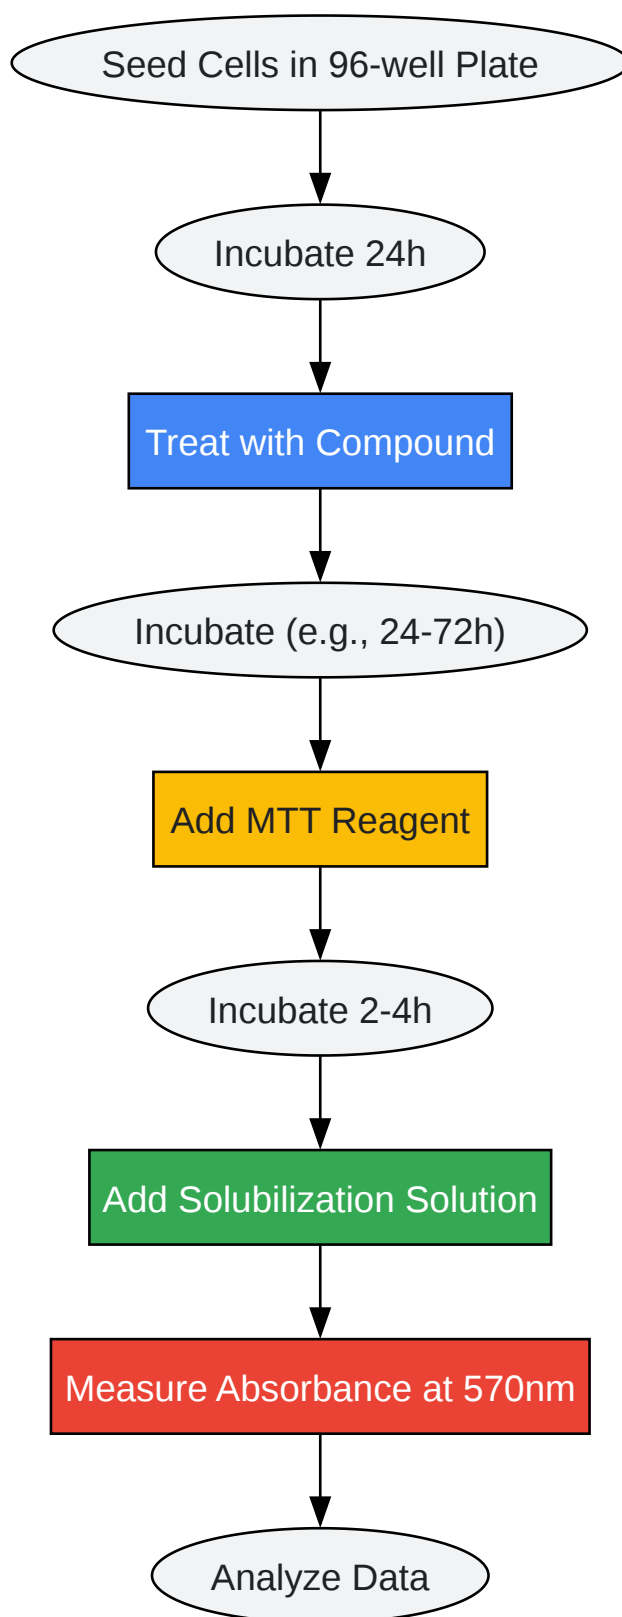 Seed Cells in 96-well Plate
Incubate 24h
Treat with Compound
Incubate (e.g., 24-72h)
Add MTT Reagent
Incubate 2-4h
Add Solubilization Solution
Measure Absorbance at 570nm
Analyze Data